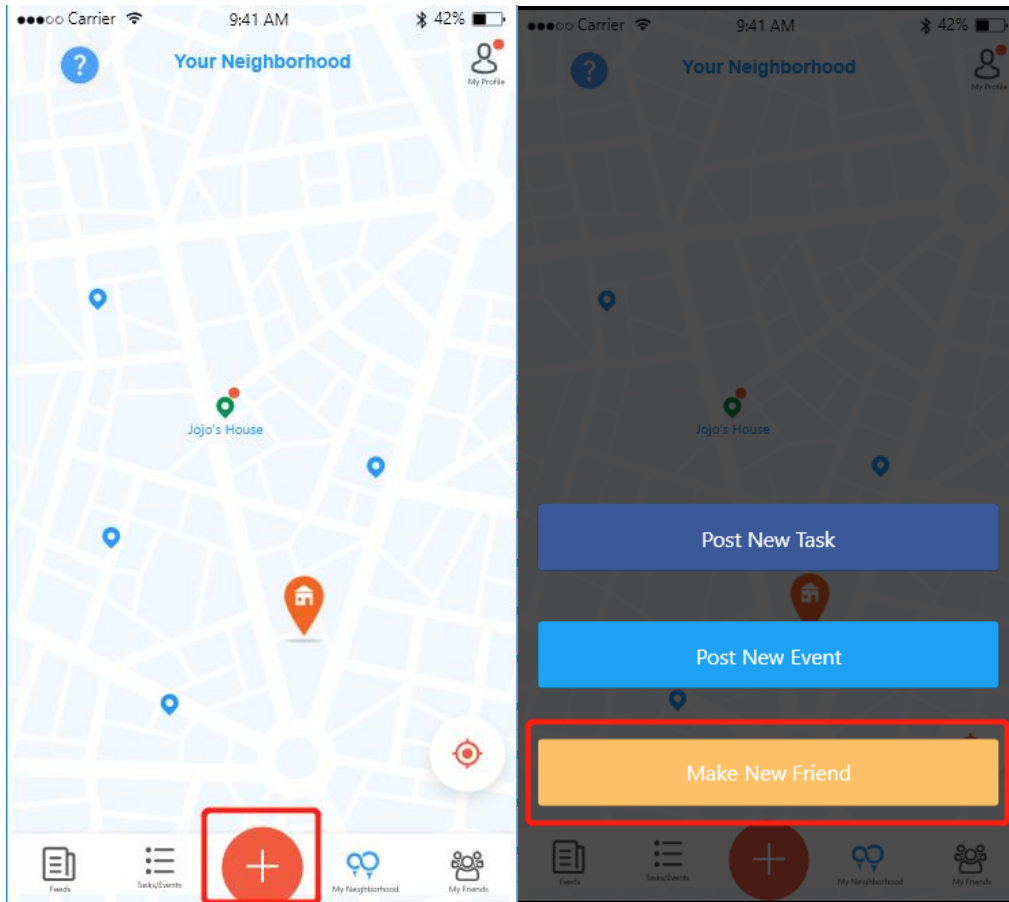 Carrier 9:41 AM 42%
Your Neighborhood
My Profile
Jojo's House
Feeds Tasks/Events My Neighborhood My Friends
Carrier 9:41 AM 42%
Your Neighborhood
My Profile
Jojo's House
Post New Task
Post New Event
Make New Friend
Feeds Tasks/Events My Neighborhood My Friends